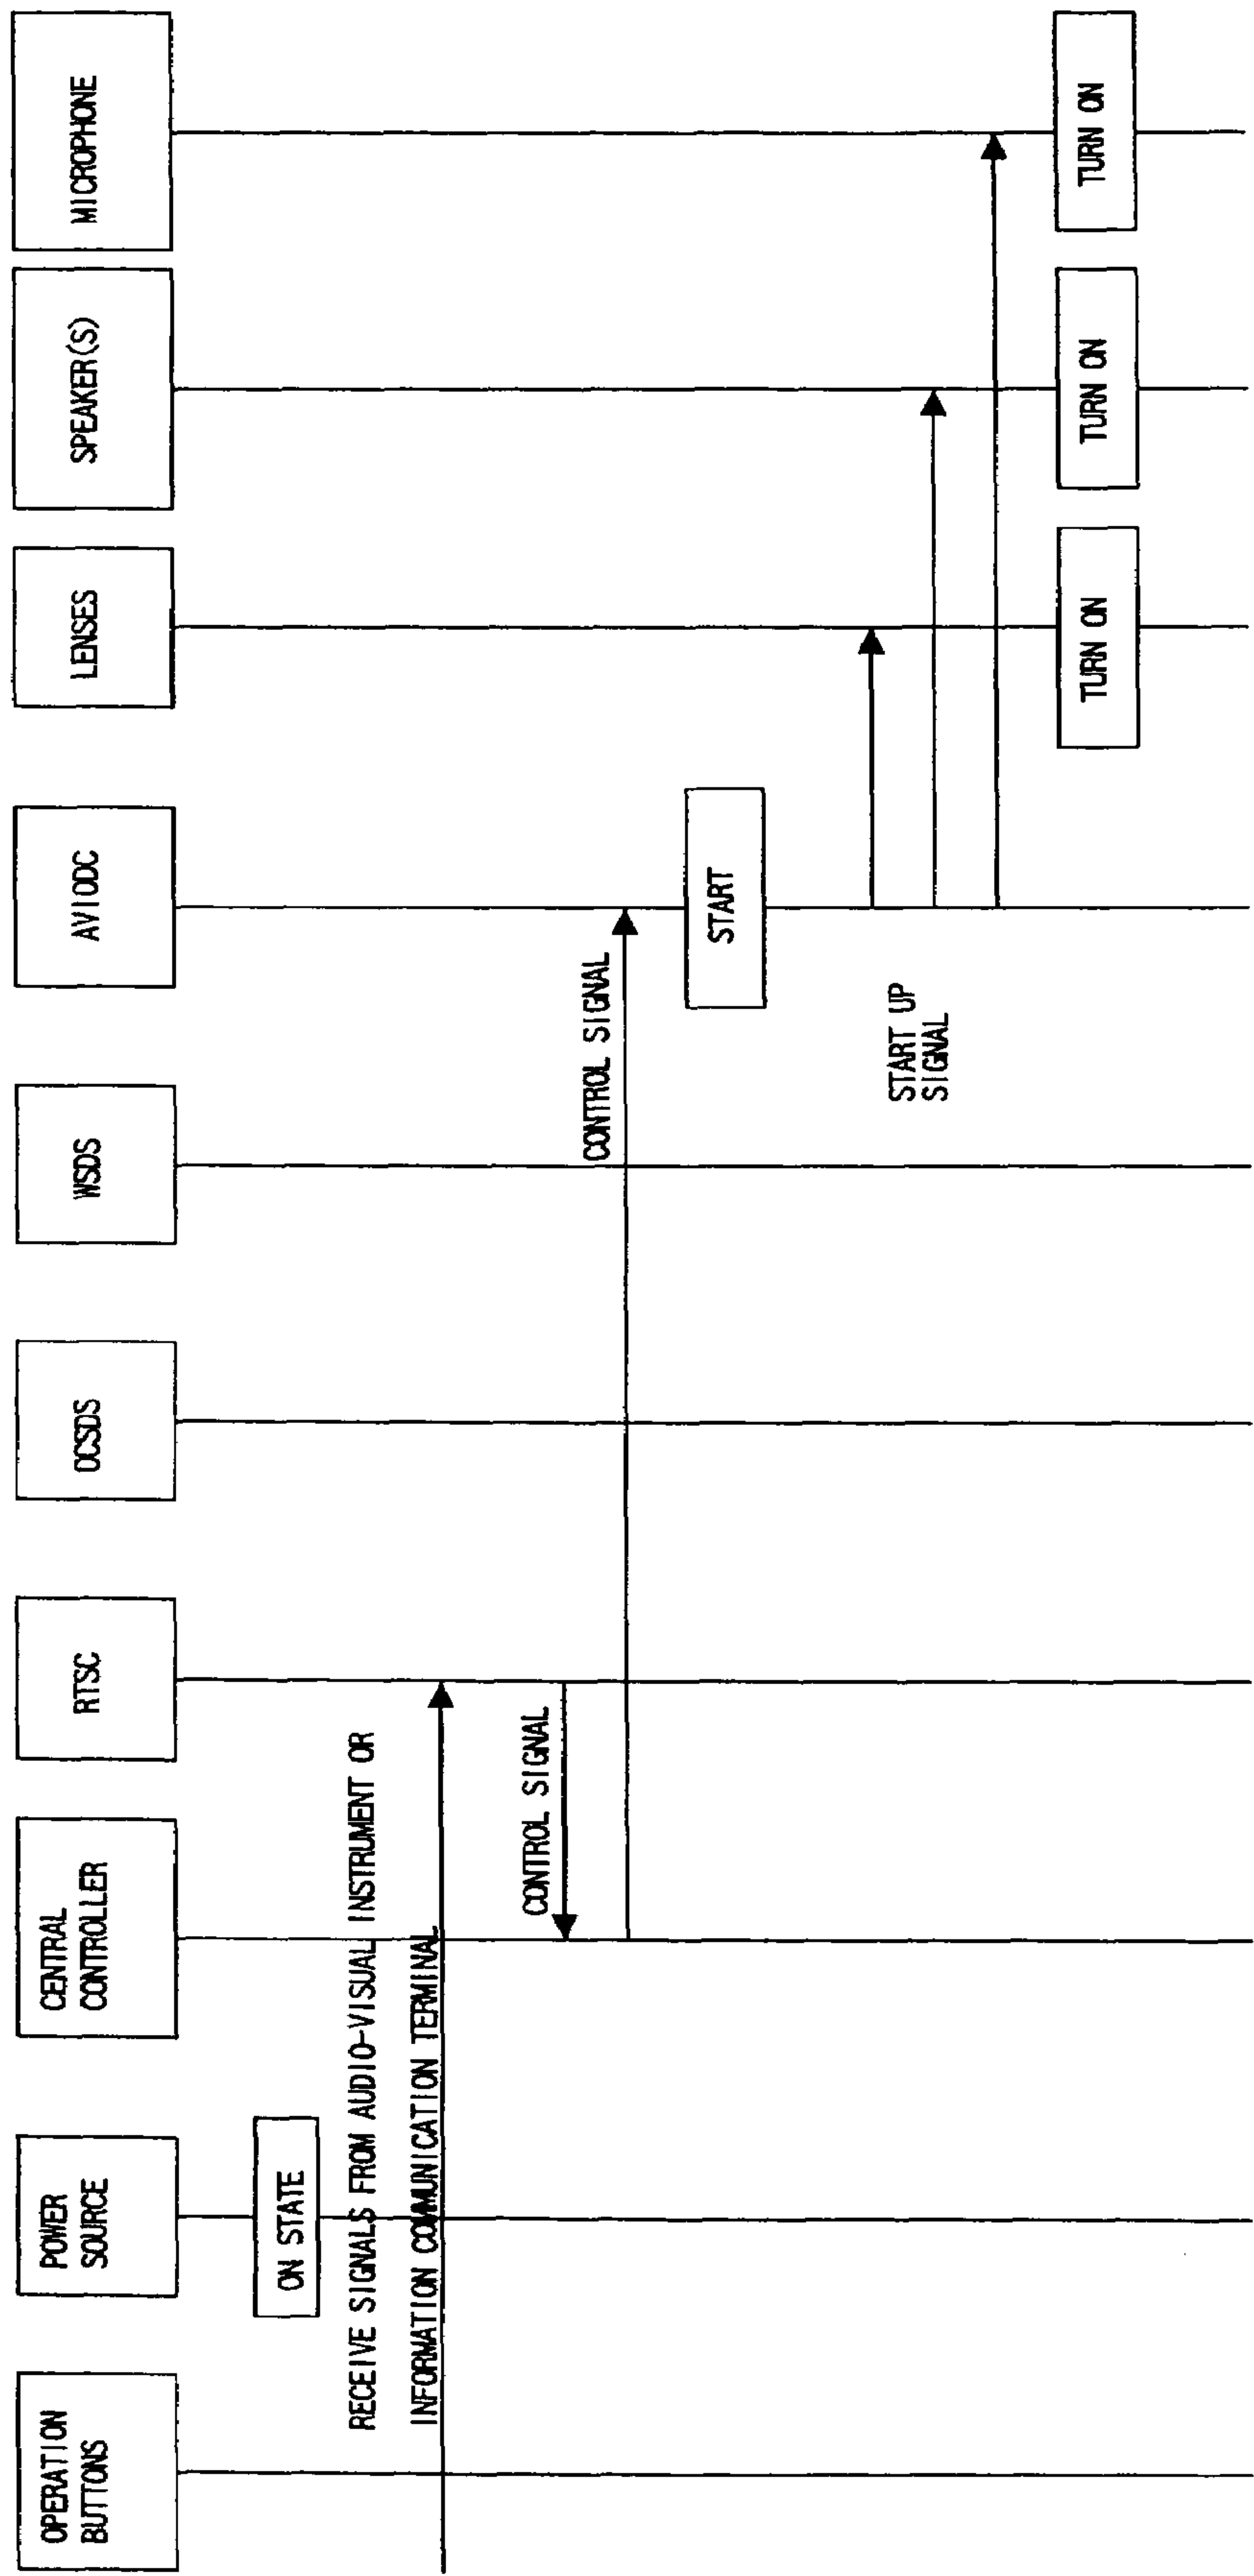 OPERATION
BUTTONS
POWER
SOURCE
CENTRAL
CONTROLLER
RTSC
OCSDS
WSDS
AVIODC
LENSES
SPEAKER(S)
MICROPHONE
ON STATE
RECEIVE SIGNALS FROM AUDIO-VISUAL INSTRUMENT OR
INFORMATION COMMUNICATION TERMINAL
CONTROL SIGNAL
CONTROL SIGNAL
START
START UP
SIGNAL
TURN ON
TURN ON
TURN ON